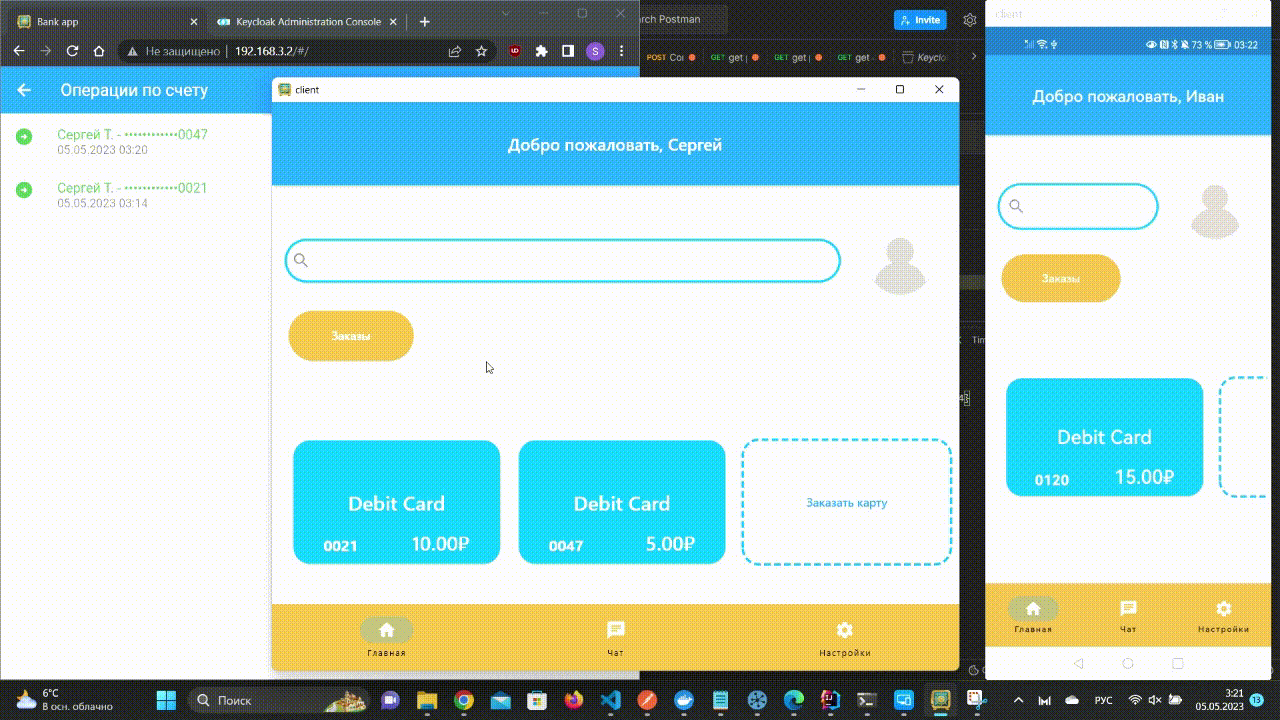 Bank app
Keycloak Administration Console
Не защищено
192.168.3.2/#/
Операции по счету
Сергей Т. - ••••••••••••0047
05.05.2023 03:20
Сергей Т. - ••••••••••••0021
05.05.2023 03:14
rch Postman
Invite
POST Co
GET get
GET get
GET get
Keyclo
client
Добро пожаловать, Сергей
Заказы
Debit Card
0021 10.00₽
Debit Card
0047 5.00₽
Заказать карту
Главная
Чат
Настройки
Tim
Client
73 % 03:22
Добро пожаловать, Иван
Заказы
Debit Card
0120 15.00₽
Главная
Чат
Настройки
6°C
В осн. облачно
Поиск
РУС
3:21
05.05.2023
13